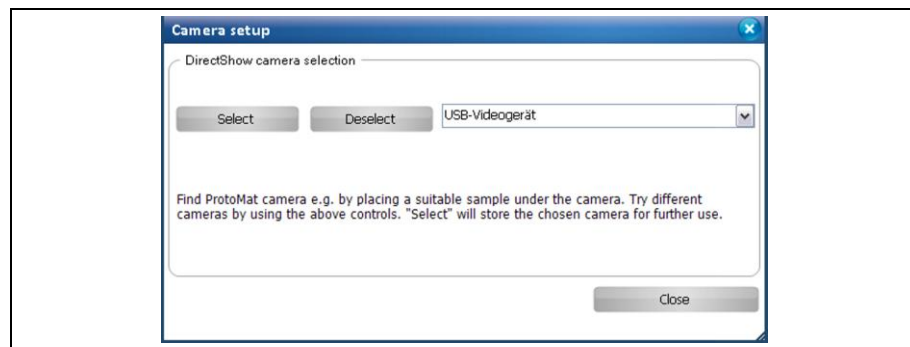 Camera setup
DirectShow camera selection
Select Deselect USB-Videogerät
Find ProtoMat camera e.g. by placing a suitable sample under the camera. Try different
cameras by using the above controls. "Select" will store the chosen camera for further use.
Close